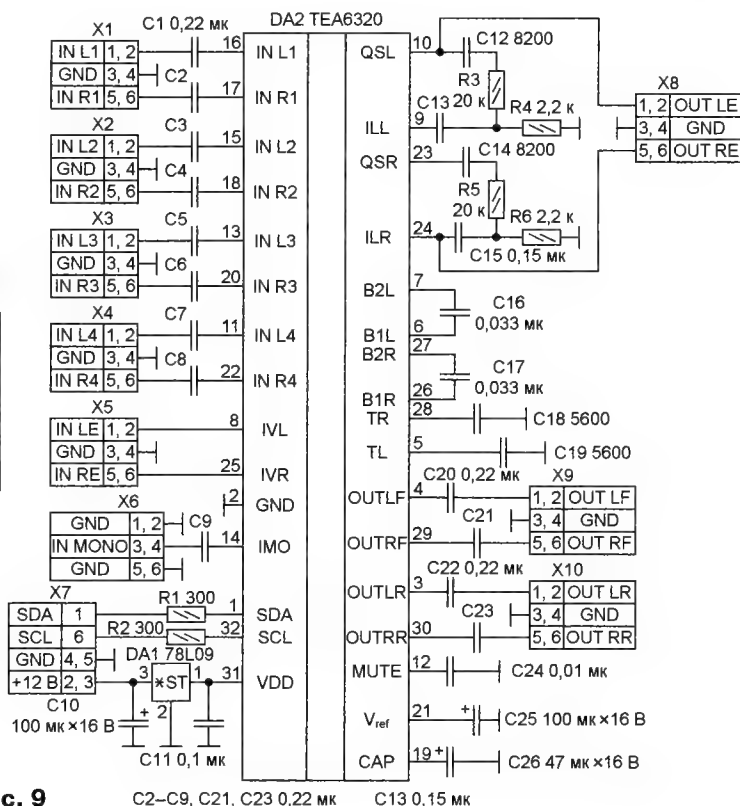 DA2 TEA6320
X1
IN L1 1, 2
GND 3, 4
IN R1 5, 6
C1 0,22 мк
C2
16 IN L1
17 IN R1
X2
IN L2 1, 2
GND 3, 4
IN R2 5, 6
C3
C4
15 IN L2
18 IN R2
X3
IN L3 1, 2
GND 3, 4
IN R3 5, 6
C5
C6
13 IN L3
20 IN R3
X4
IN L4 1, 2
GND 3, 4
IN R4 5, 6
C7
C8
11 IN L4
22 IN R4
X5
IN LE 1, 2
GND 3, 4
IN RE 5, 6
8 IVL
25 IVR
2 GND
X6
GND 1, 2
IN MONO 3, 4
GND 5, 6
C9
14 IMO
X7
SDA 1
SCL 6
GND 4, 5
+12 В 2, 3
R1 300
R2 300
1 SDA
32 SCL
DA1 78L09
3 *ST 1
2
31 VDD
C10
100 мк×16 В
+
C11 0,1 мк
QSL 10
C12 8200
R3
20 к
C13
R4 2,2 к
ILL 9
QSR 23
C14 8200
R5
20 к
R6 2,2 к
ILR 24
C15 0,15 мк
X8
1, 2 OUT LE
3, 4 GND
5, 6 OUT RE
B2L 7
C16
0,033 мк
B1L 6
B2R 27
C17
0,033 мк
B1R 26
TR 28
C18 5600
TL 5
C19 5600
OUTLF 4
C20 0,22 мк
C21
OUTRF 29
X9
1, 2 OUT LF
3, 4 GND
5, 6 OUT RF
OUTLR 3
C22 0,22 мк
C23
OUTRR 30
X10
1, 2 OUT LR
3, 4 GND
5, 6 OUT RR
MUTE 12
C24 0,01 мк
Vref 21
+
C25 100 мк×16 В
CAP 19
+
C26 47 мк×16 В
с. 9
C2–C9, C21, C23 0,22 мк
C13 0,15 мк